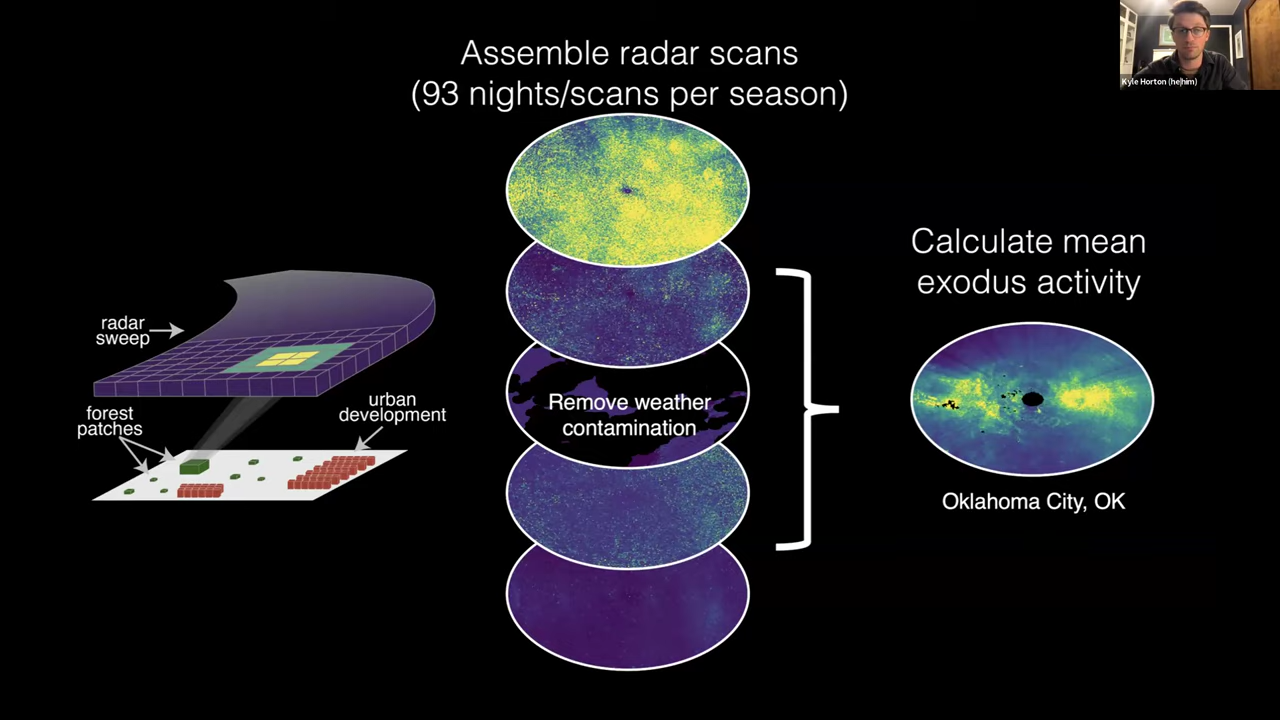 Assemble radar scans
(93 nights/scans per season)
Kyle Horton (he/him)
radar
sweep
forest
patches
urban
development
Remove weather
contamination
Calculate mean
exodus activity
Oklahoma City, OK